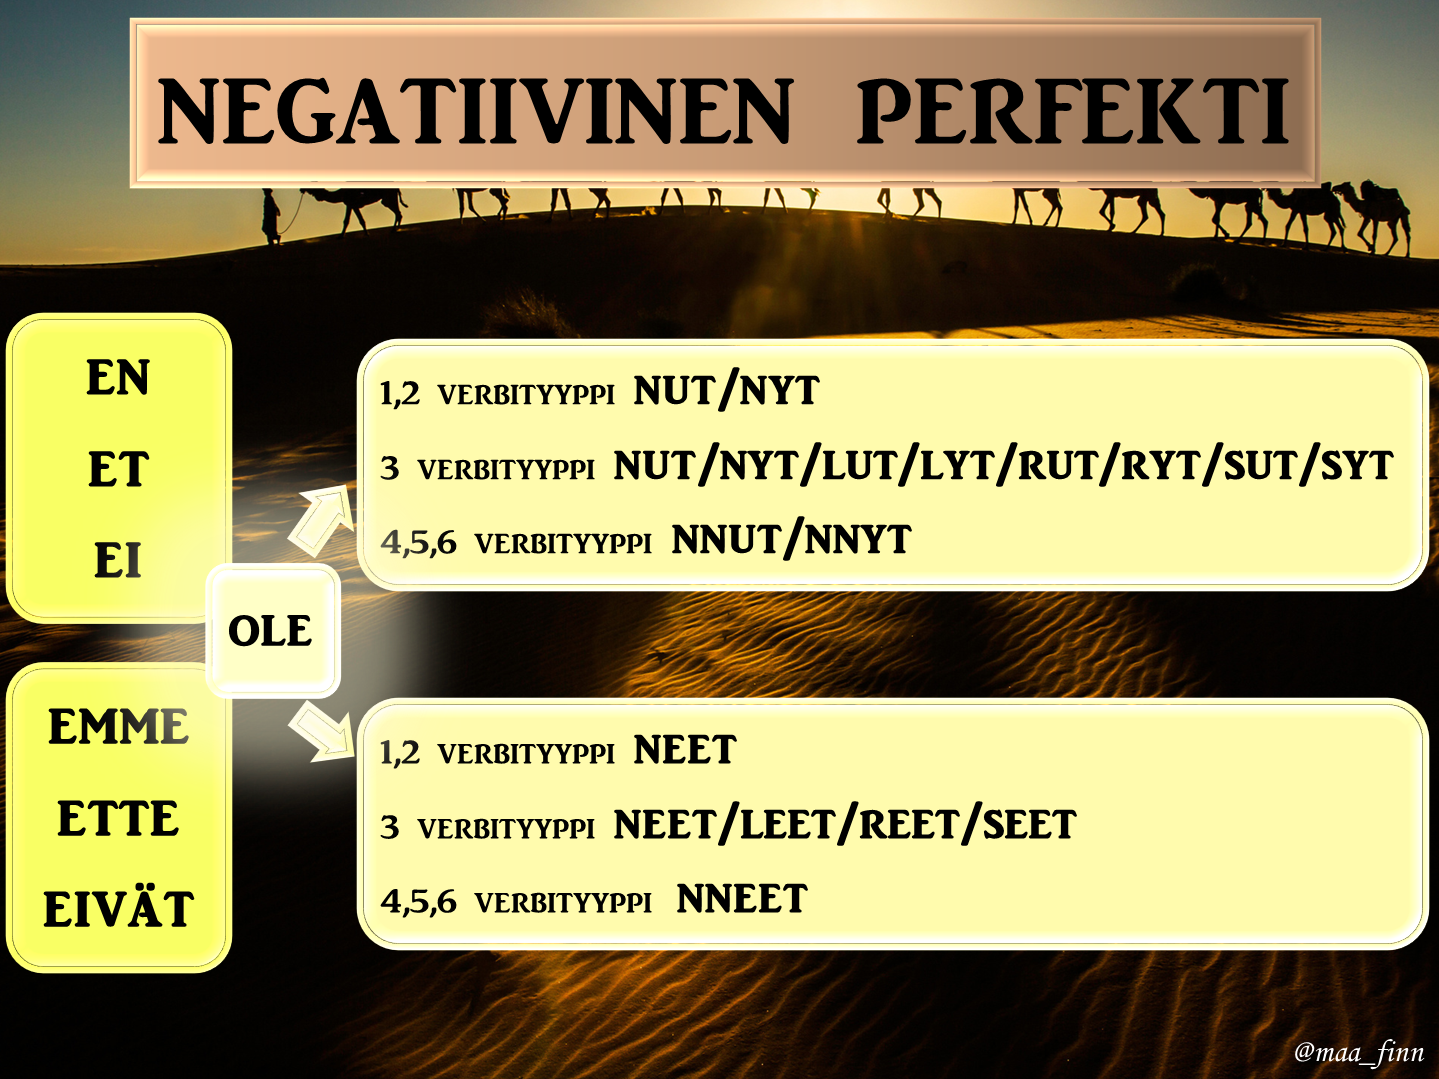 NEGATIIVINEN PERFEKTI
EN
ET
EI
OLE
EMME
ETTE
EIVÄT
1,2 VERBITYYPPI NUT/NYT
3 VERBITYYPPI NUT/NYT/LUT/LYT/RUT/RYT/SUT/SYT
4,5,6 VERBITYYPPI NNUT/NNYT
1,2 VERBITYYPPI NEET
3 VERBITYYPPI NEET/LEET/REET/SEET
4,5,6 VERBITYYPPI NNEET
@maa_finn